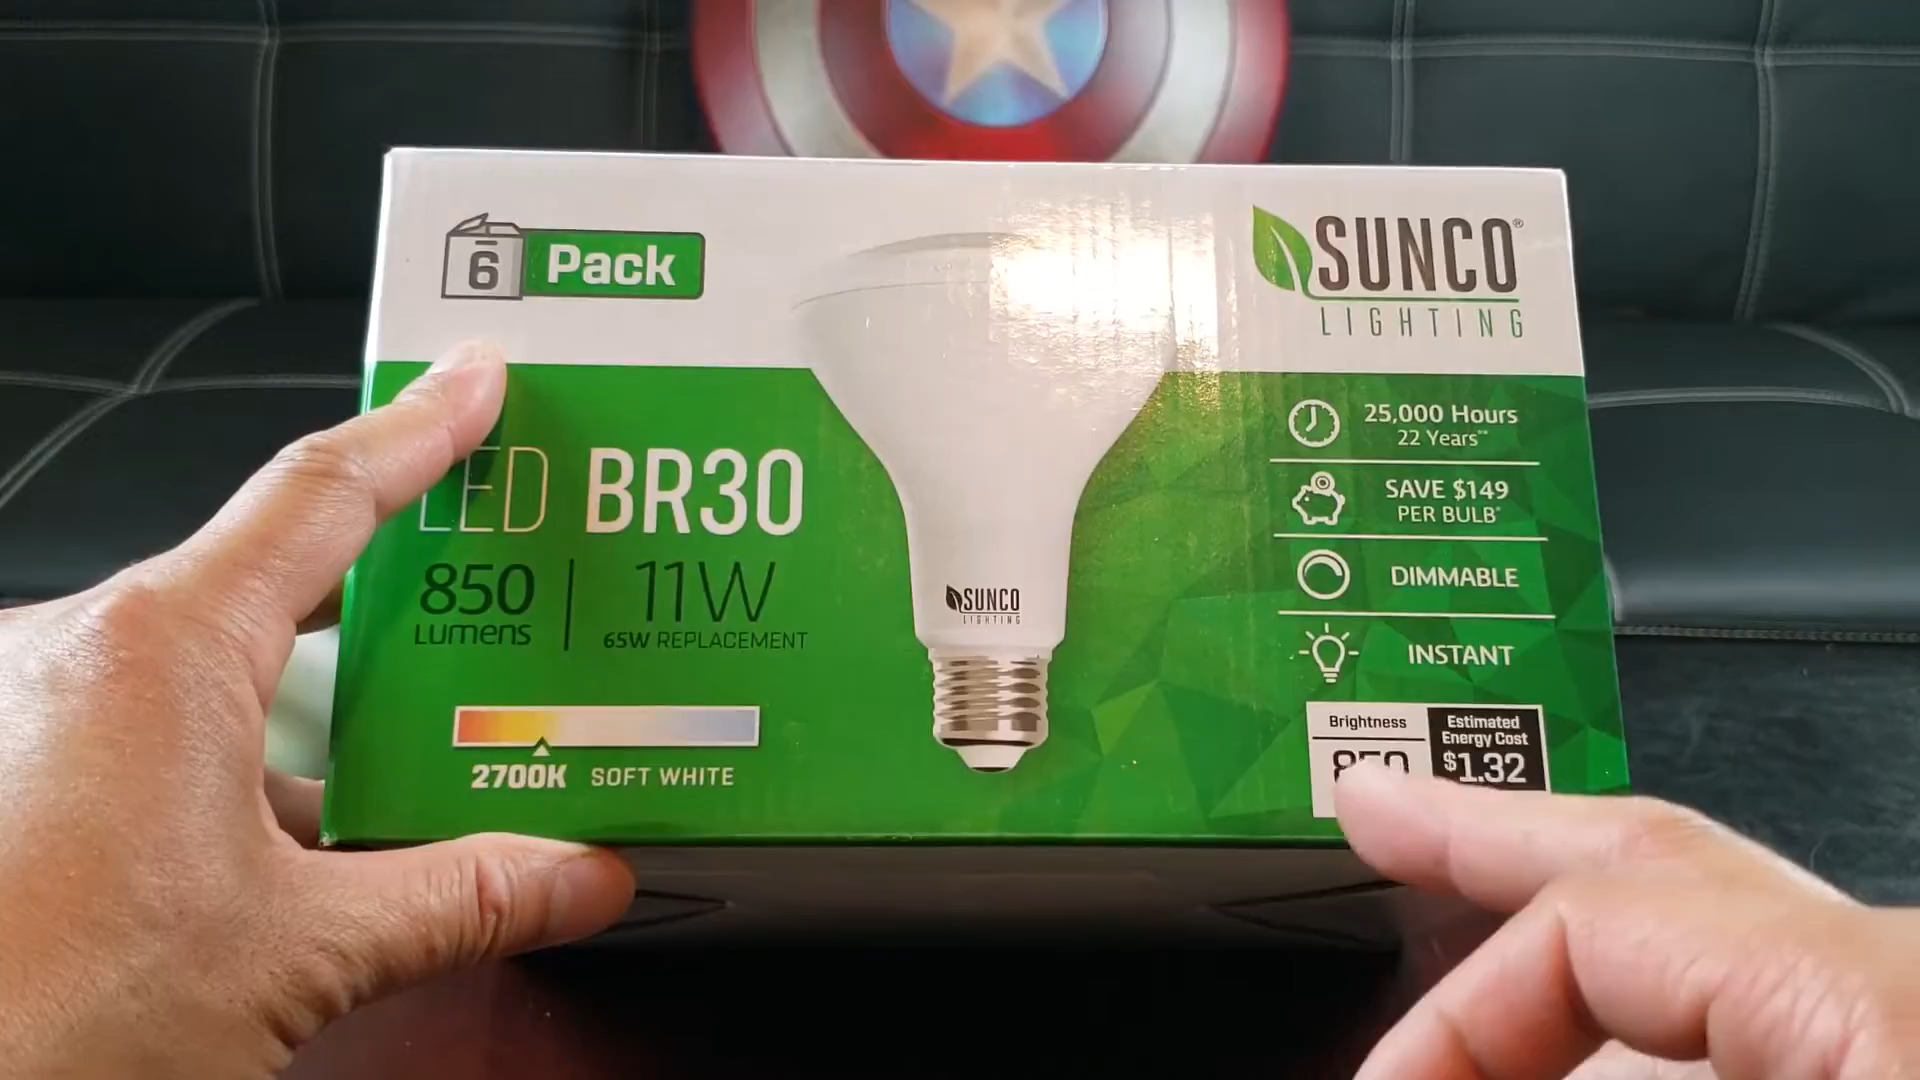 6 Pack
SUNCO®
LIGHTING
LED BR30
850
LUMENS
11W
65W REPLACEMENT
2700K SOFT WHITE
SUNCO
LIGHTING
25,000 Hours
22 Years**
SAVE $149
PER BULB*
DIMMABLE
INSTANT
Brightness
850
Estimated
Energy Cost
$1.32